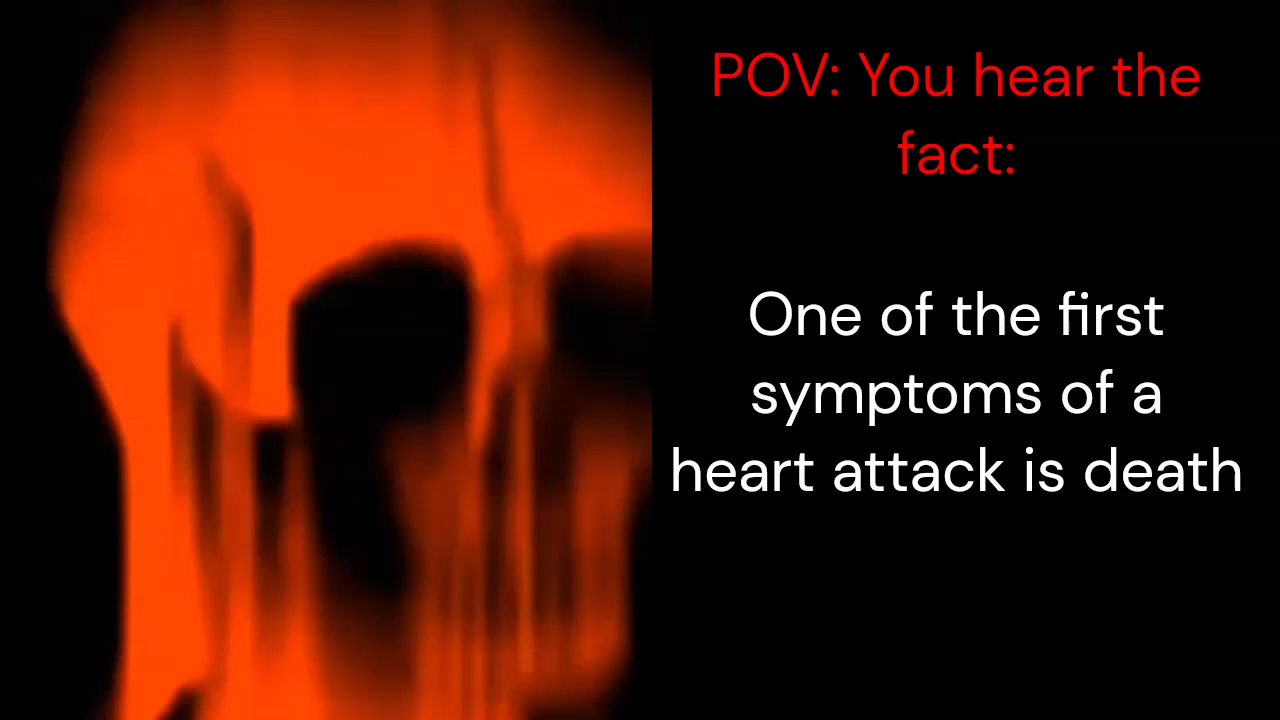 POV: You hear the
fact:
One of the first
symptoms of a
heart attack is death